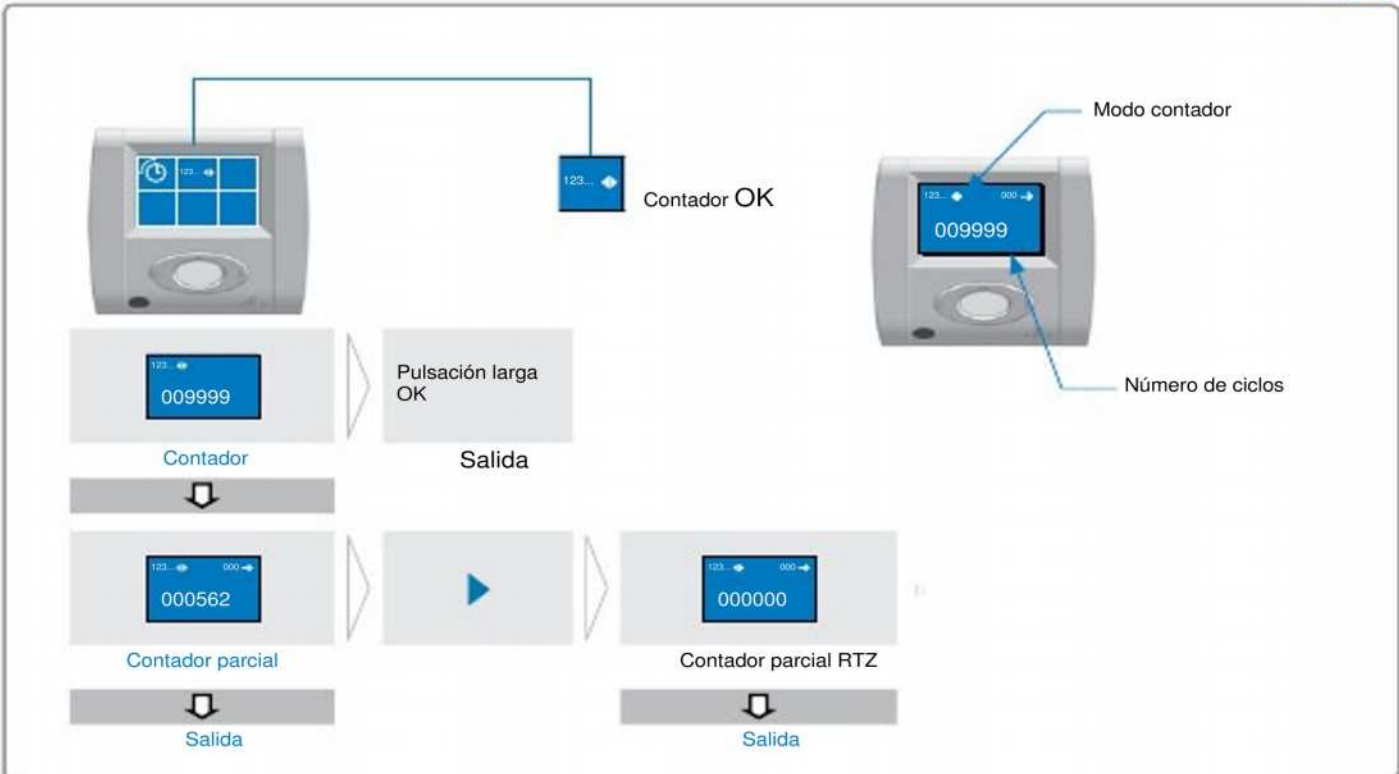 Modo contador
123...
123...
Contador OK
123... 000
009999
123...
009999
Pulsación larga
OK
Número de ciclos
Contador
Salida
123... 000
000562
123... 000
000000
Contador parcial
Contador parcial RTZ
Salida
Salida